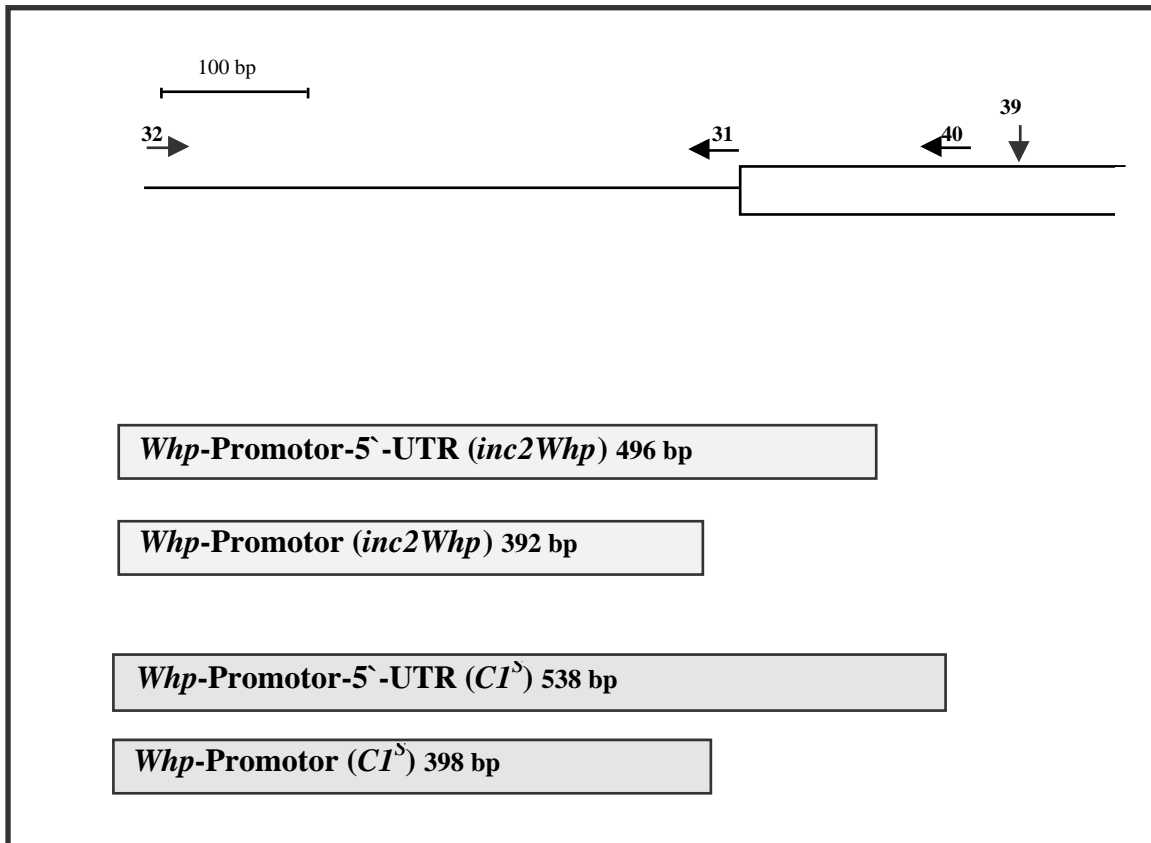 100 bp
39
32
31
40
Whp-Promotor-5`-UTR (inc2Whp) 496 bp
Whp-Promotor (inc2Whp) 392 bp
Whp-Promotor-5`-UTR (C1S) 538 bp
Whp-Promotor (C1S) 398 bp